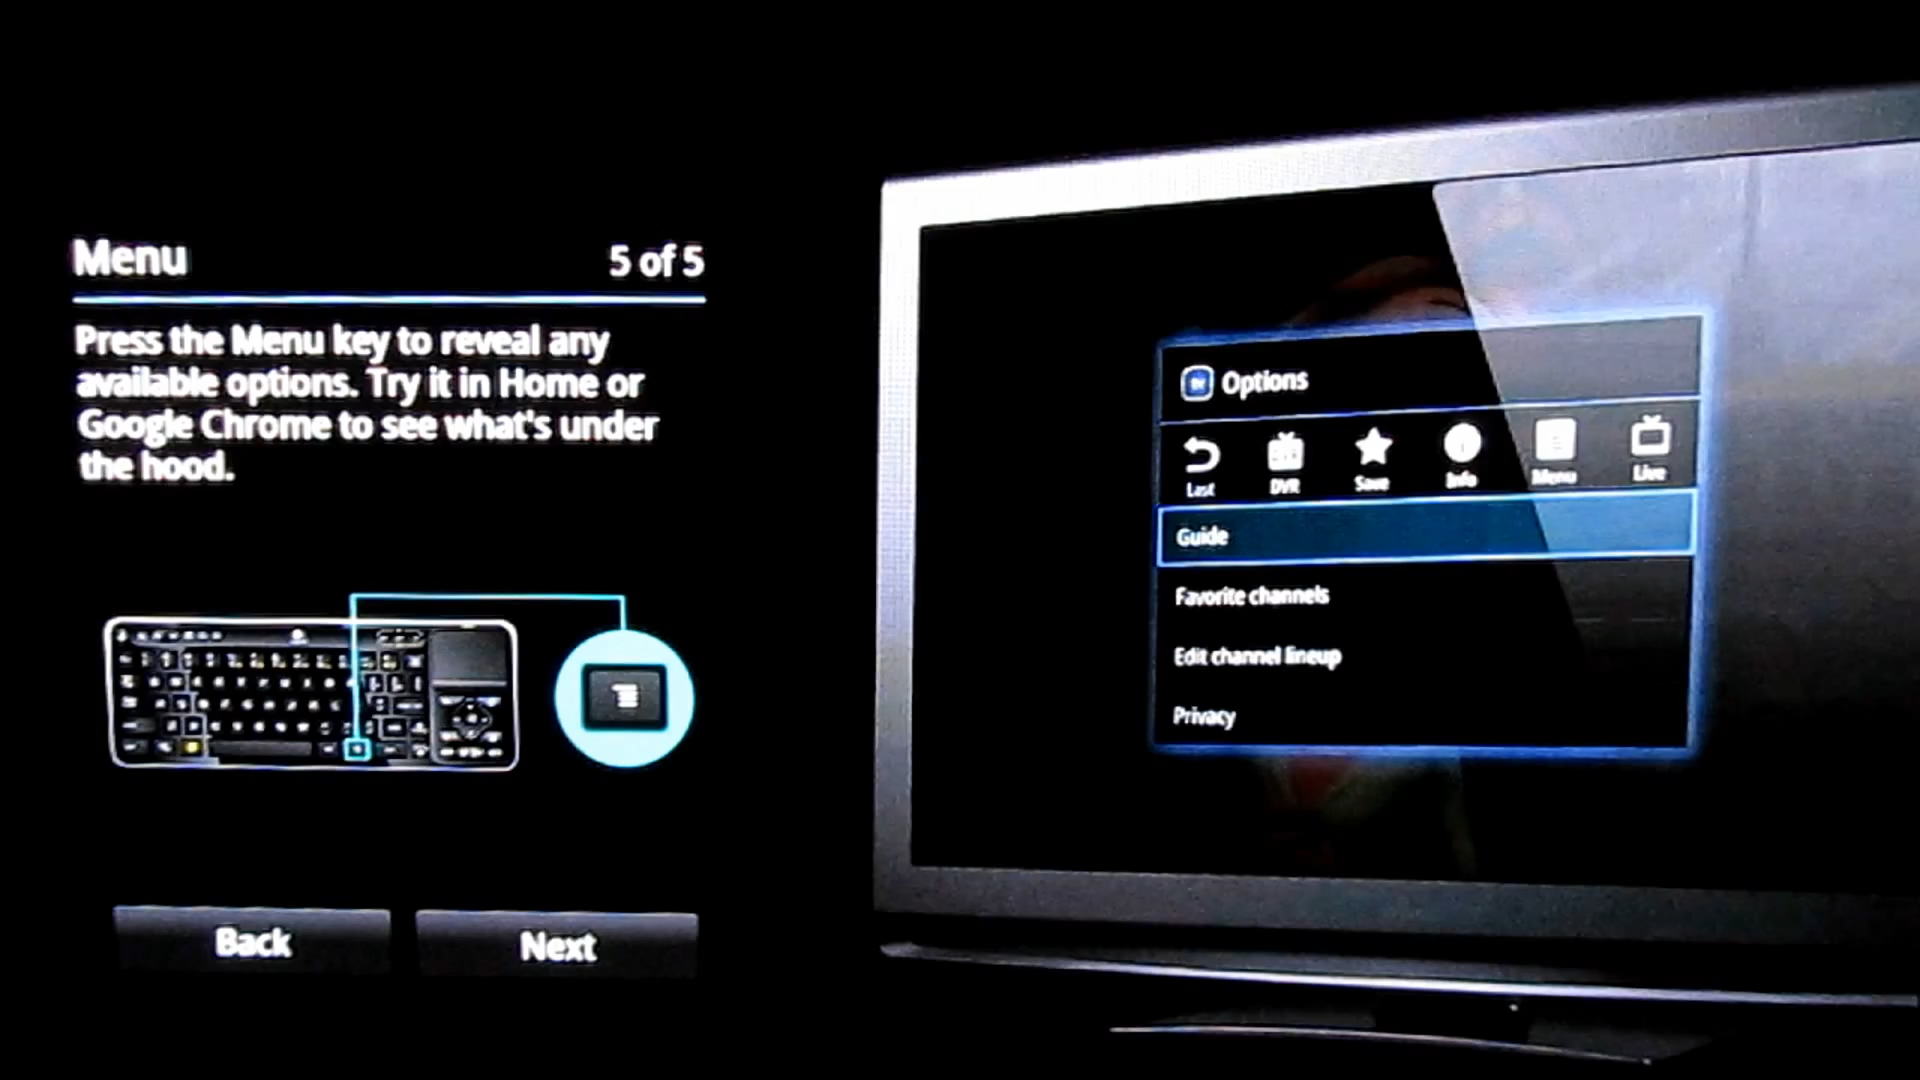 Menu 5 of 5
Press the Menu key to reveal any
available options. Try it in Home or
Google Chrome to see what's under
the hood.
Back Next
Options
Last DVR Save Info Menu Live
Guide
Favorite channels
Edit channel lineup
Privacy